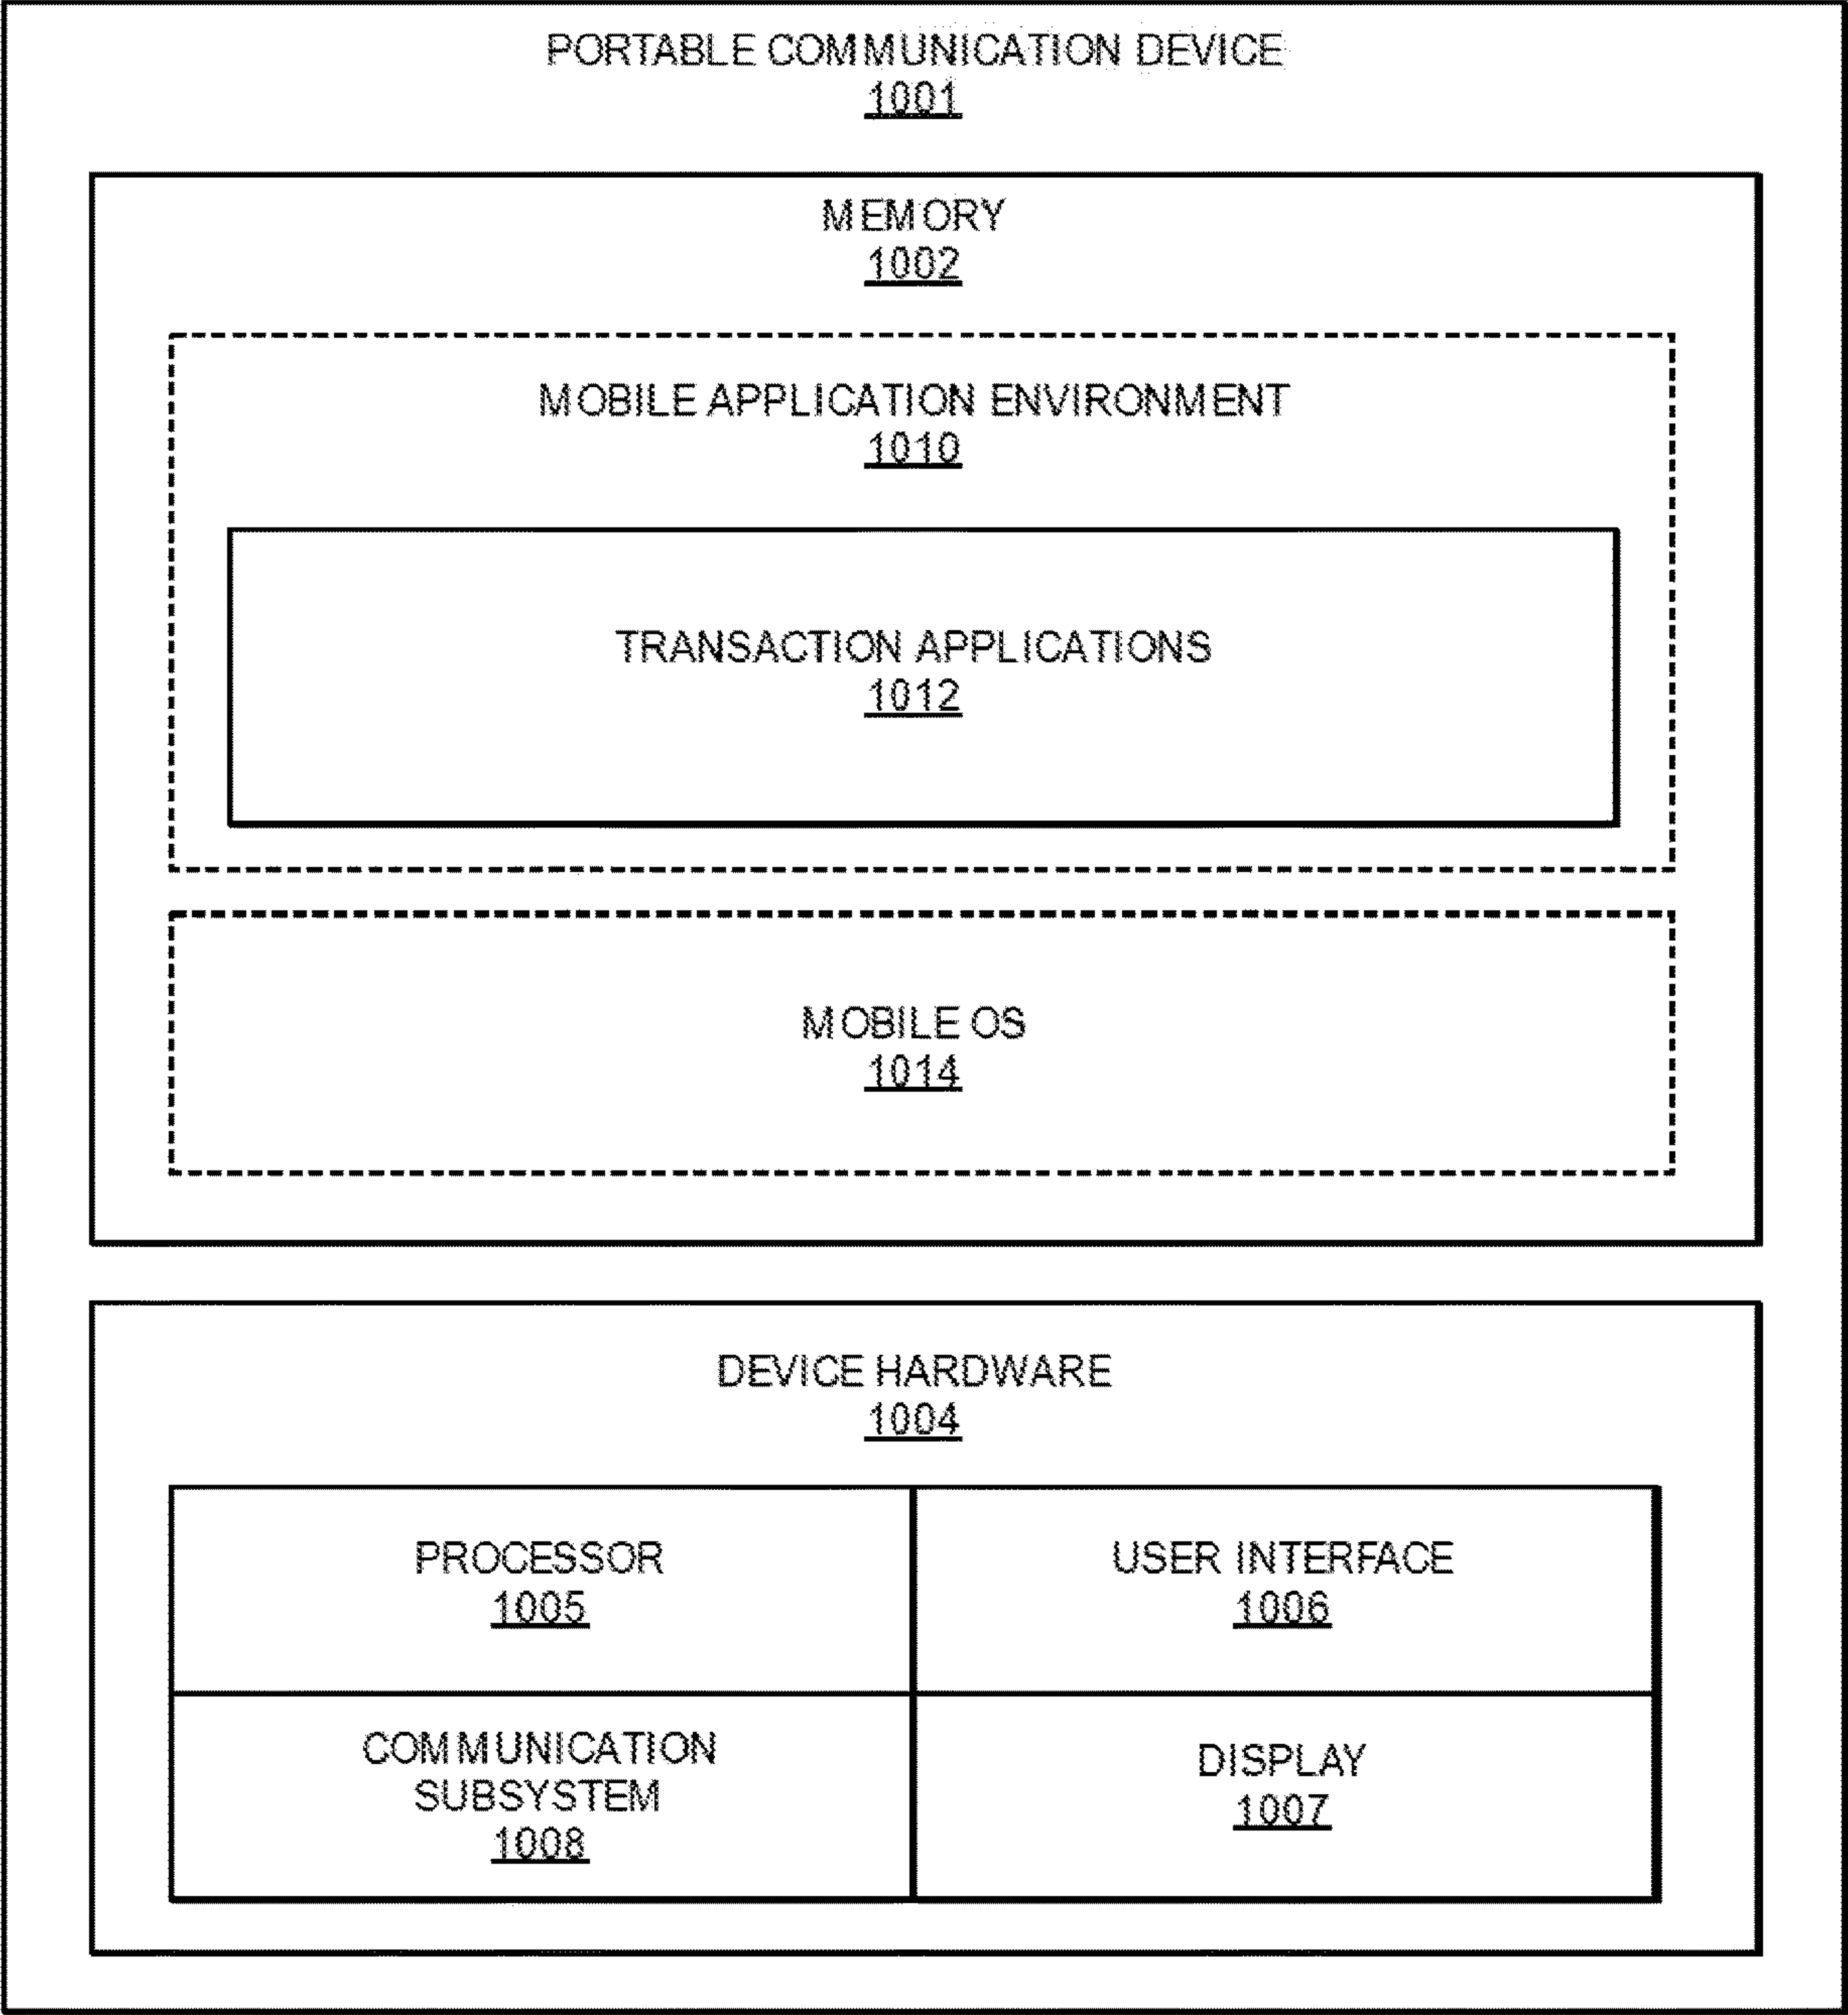 PORTABLE COMMUNICATION DEVICE
1001
MEMORY
1002
MOBILE APPLICATION ENVIRONMENT
1010
TRANSACTION APPLICATIONS
1012
MOBILE OS
1014
DEVICE HARDWARE
1004
PROCESSOR
1005
USER INTERFACE
1006
COMMUNICATION
SUBSYSTEM
1008
DISPLAY
1007